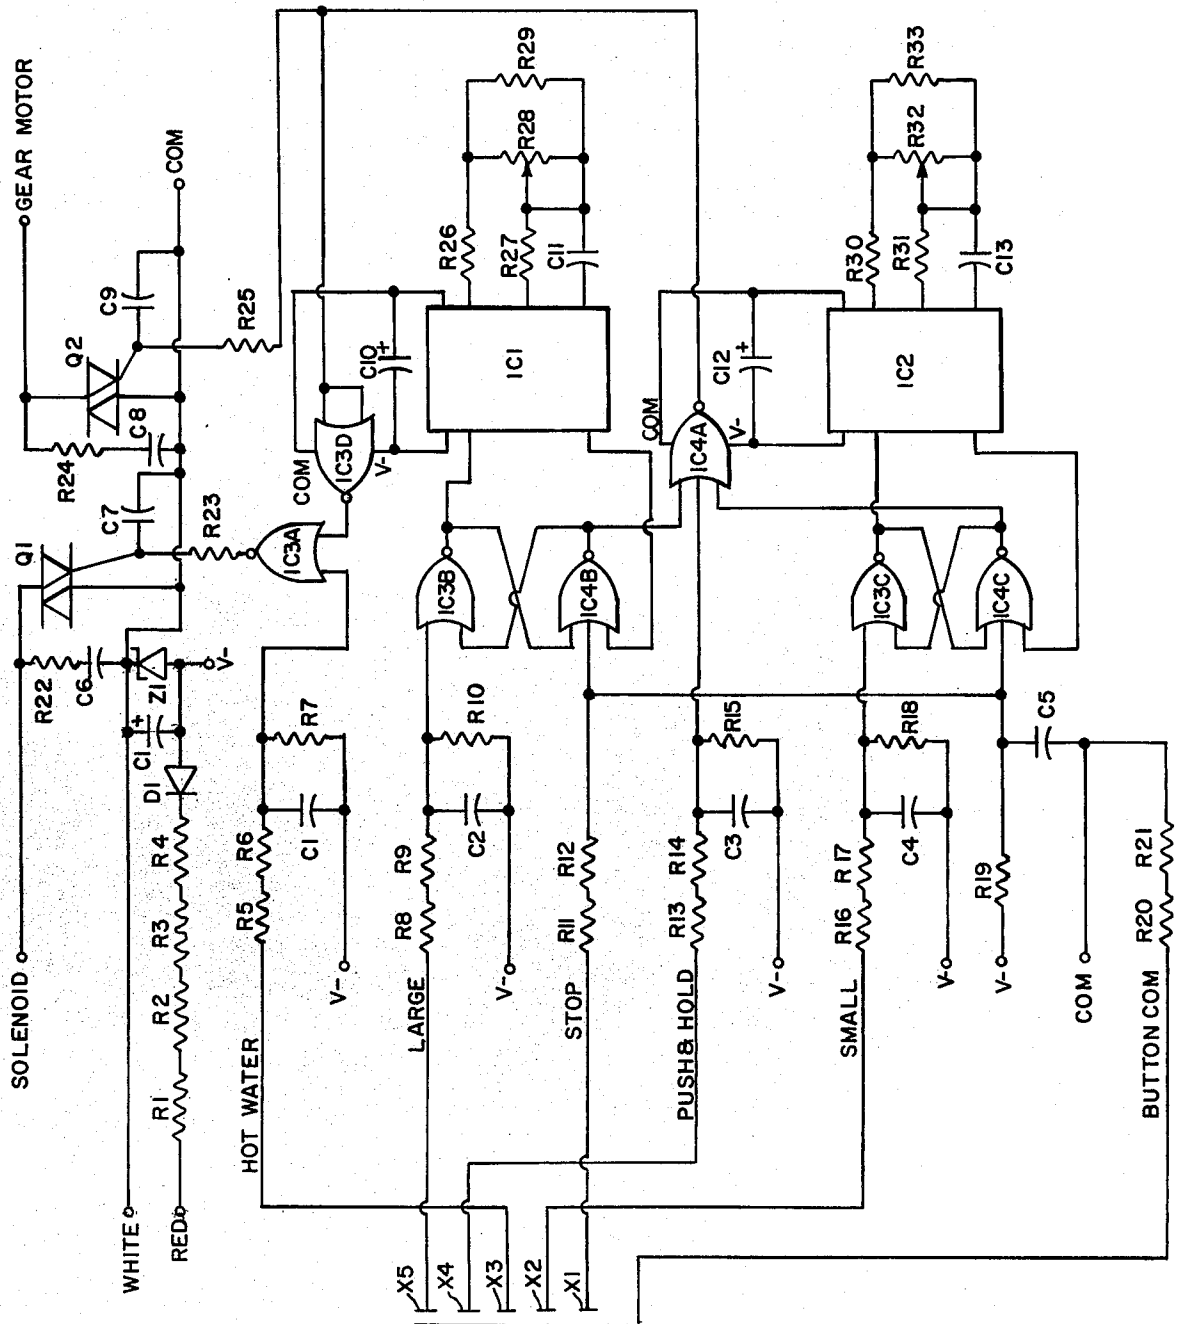 SOLENOID
GEAR MOTOR
WHITE
RED
R1
R2
R3
R4
D1
C1
+
Z1
V-
R22
C6
Q1
C7
R23
R24
C8
Q2
C9
COM
R25
HOT WATER
R5
R6
C1
R7
V-
IC3A
COM
IC3D
V-
C10
+
R26
R27
R28
R29
C11
IC1
LARGE
R8
R9
C2
R10
V-
IC3B
STOP
R11
R12
IC4B
PUSH & HOLD
R13
R14
C3
R15
V-
COM
IC4A
V-
C12
+
R30
R31
R32
R33
C13
IC2
SMALL
R16
R17
C4
R18
V-
IC3C
IC4C
V-
R19
C5
COM
BUTTON COM
R20
R21
X5
X4
X3
X2
X1